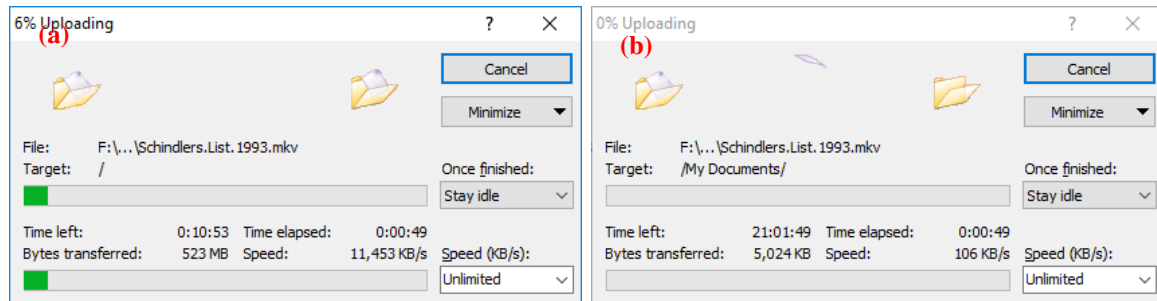 6% Uploading
(a)
Cancel
Minimize
File: F:\...\Schindlers.List.1993.mkv
Target: /
Once finished:
Stay idle
Time left: 0:10:53 Time elapsed: 0:00:49
Bytes transferred: 523 MB Speed: 11,453 KB/s
Speed (KB/s):
Unlimited
0% Uploading
(b)
Cancel
Minimize
File: F:\...\Schindlers.List.1993.mkv
Target: /My Documents/
Once finished:
Stay idle
Time left: 21:01:49 Time elapsed: 0:00:49
Bytes transferred: 5,024 KB Speed: 106 KB/s
Speed (KB/s):
Unlimited